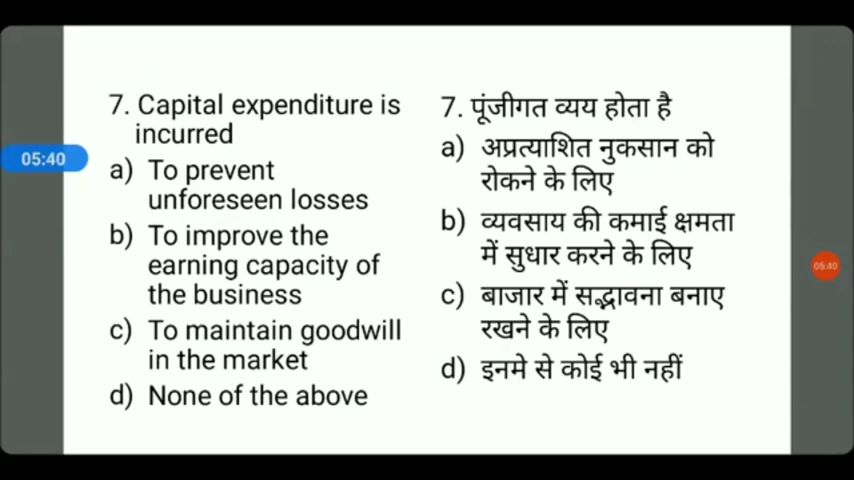 7. Capital expenditure is
incurred
a) To prevent
unforeseen losses
b) To improve the
earning capacity of
the business
c) To maintain goodwill
in the market
d) None of the above
7. पूंजीगत व्यय होता है
a) अप्रत्याशित नुकसान को
रोकने के लिए
b) व्यवसाय की कमाई क्षमता
में सुधार करने के लिए
c) बाजार में सद्भावना बनाए
रखने के लिए
d) इनमे से कोई भी नहीं
05:40
05:40